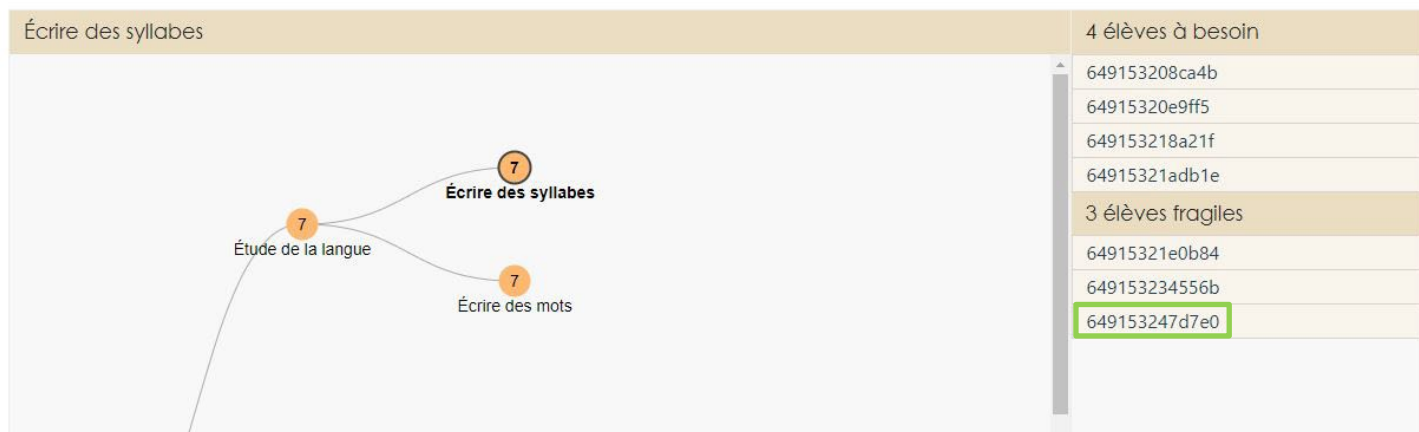 Écrire des syllabes
7
Écrire des syllabes
7
Étude de la langue
7
Écrire des mots
4 élèves à besoin
649153208ca4b
64915320e9ff5
649153218a21f
64915321adb1e
3 élèves fragiles
64915321e0b84
649153234556b
649153247d7e0